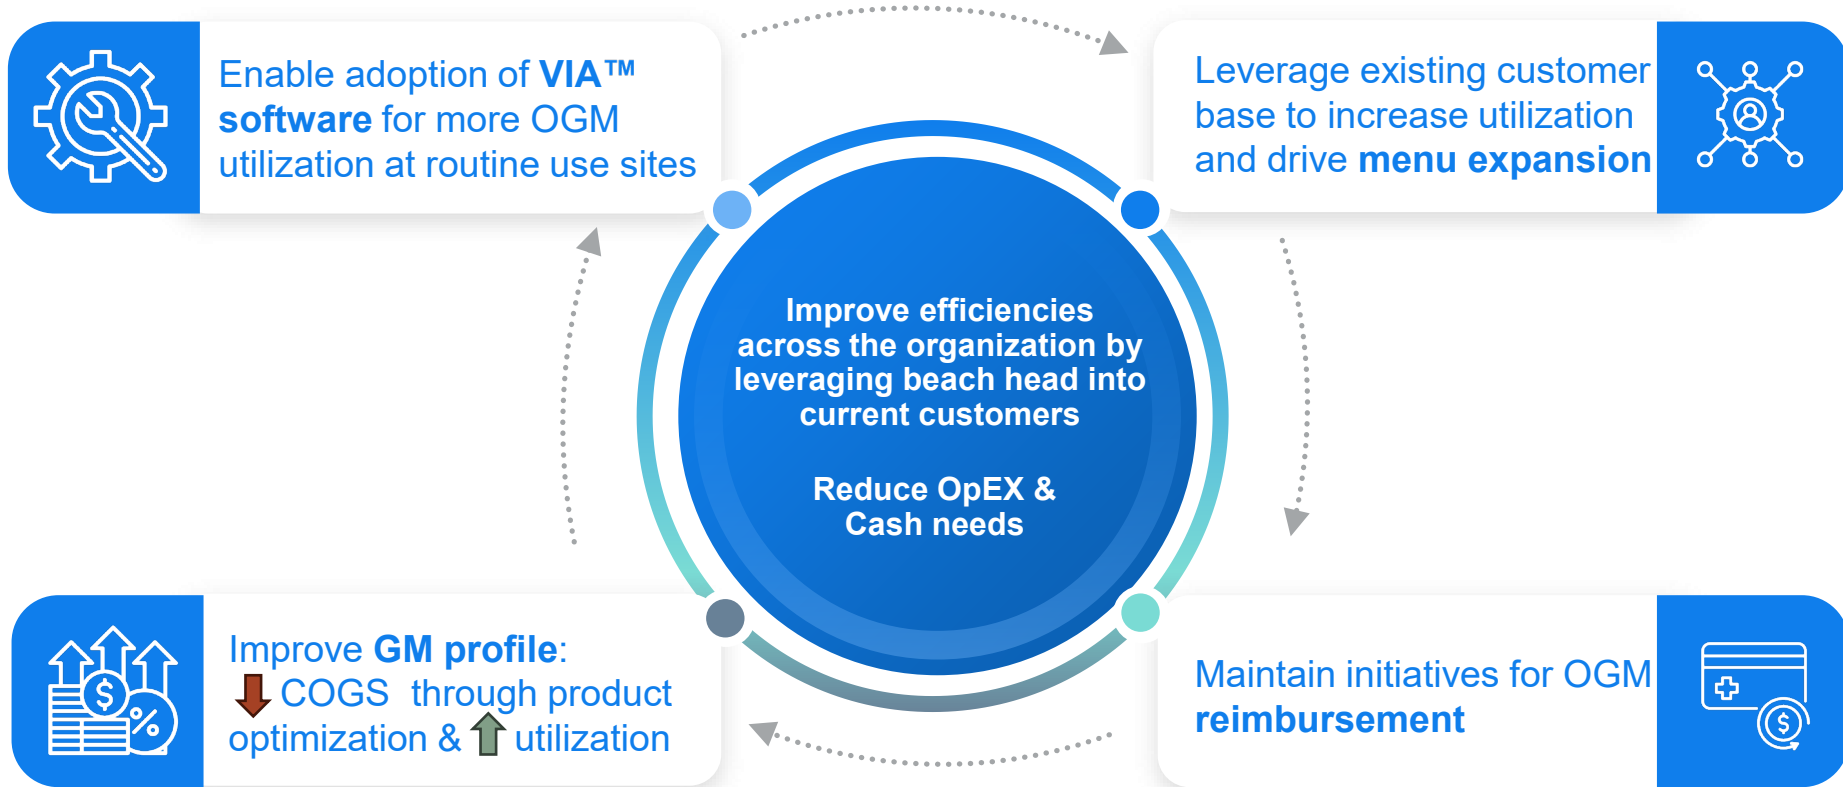 Enable adoption of VIA™
software for more OGM
utilization at routine use sites
Leverage existing customer
base to increase utilization
and drive menu expansion
Improve efficiencies
across the organization by
leveraging beach head into
current customers
Reduce OpEX &
Cash needs
Improve GM profile:
COGS through product
optimization & utilization
$
%
Maintain initiatives for OGM
reimbursement
$